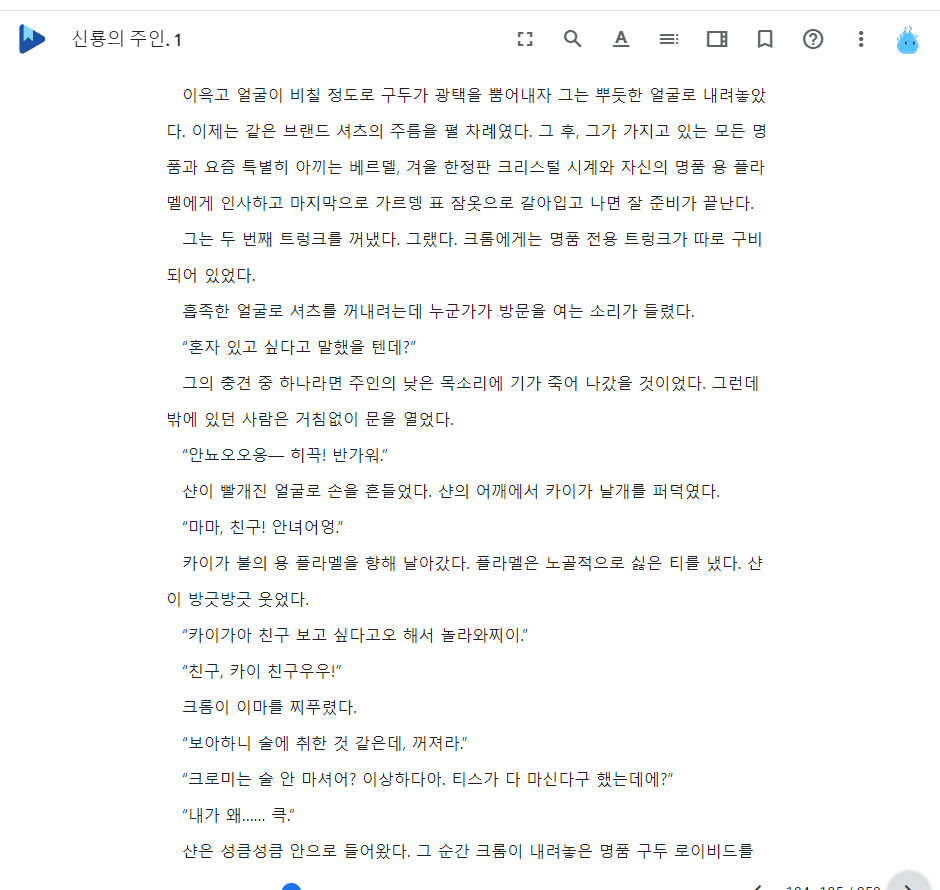 신룡의 주인. 1
이윽고 얼굴이 비칠 정도로 구두가 광택을 뿜어내자 그는 뿌듯한 얼굴로 내려놓았
다. 이제는 같은 브랜드 셔츠의 주름을 펼 차례였다. 그 후, 그가 가지고 있는 모든 명
품과 요즘 특별히 아끼는 베르델, 겨울 한정판 크리스털 시계와 자신의 명품 용 플라
멜에게 인사하고 마지막으로 가르뎅 표 잠옷으로 갈아입고 나면 잘 준비가 끝난다.
그는 두 번째 트렁크를 꺼냈다. 그랬다. 크롬에게는 명품 전용 트렁크가 따로 구비
되어 있었다.
흡족한 얼굴로 셔츠를 꺼내려는데 누군가가 방문을 여는 소리가 들렸다.
“혼자 있고 싶다고 말했을 텐데?”
그의 충견 중 하나라면 주인의 낮은 목소리에 기가 죽어 나갔을 것이었다. 그런데
밖에 있던 사람은 거침없이 문을 열었다.
“안뇨오오옹― 히끅! 반가워.”
샨이 빨개진 얼굴로 손을 흔들었다. 샨의 어깨에서 카이가 날개를 퍼덕였다.
“마마, 친구! 안녀어엉.”
카이가 불의 용 플라멜을 향해 날아갔다. 플라멜은 노골적으로 싫은 티를 냈다. 샨
이 방긋방긋 웃었다.
“카이가아 친구 보고 싶다고오 해서 놀라와찌이.”
“친구, 카이 친구우우!”
크롬이 이마를 찌푸렸다.
“보아하니 술에 취한 것 같은데, 꺼져라.”
“크로미는 술 안 마셔어? 이상하다아. 티스가 다 마신다구 했는데에?”
“내가 왜…… 큭.”
샨은 성큼성큼 안으로 들어왔다. 그 순간 크롬이 내려놓은 명품 구두 로이비드를